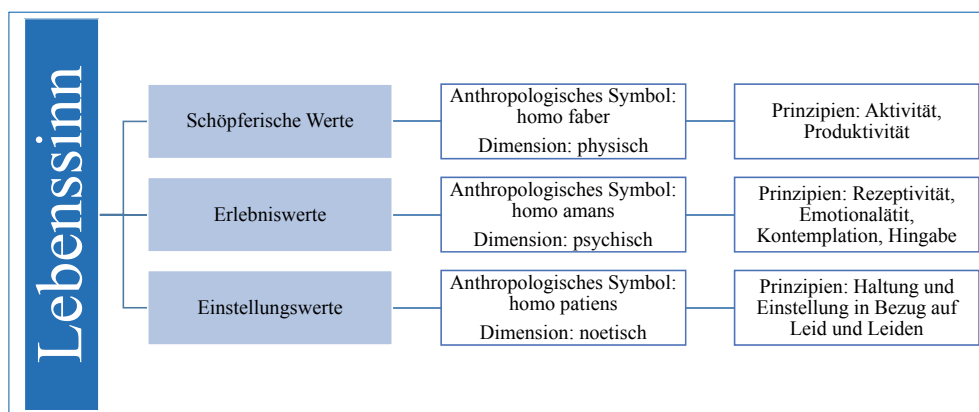 Lebenssinn
Schöpferische Werte
Anthropologisches Symbol:
homo faber
Dimension: physisch
Prinzipien: Aktivität,
Produktivität
Erlebniswerte
Anthropologisches Symbol:
homo amans
Dimension: psychisch
Prinzipien: Rezeptivität,
Emotionalätit,
Kontemplation, Hingabe
Einstellungswerte
Anthropologisches Symbol:
homo patiens
Dimension: noetisch
Prinzipien: Haltung und
Einstellung in Bezug auf
Leid und Leiden